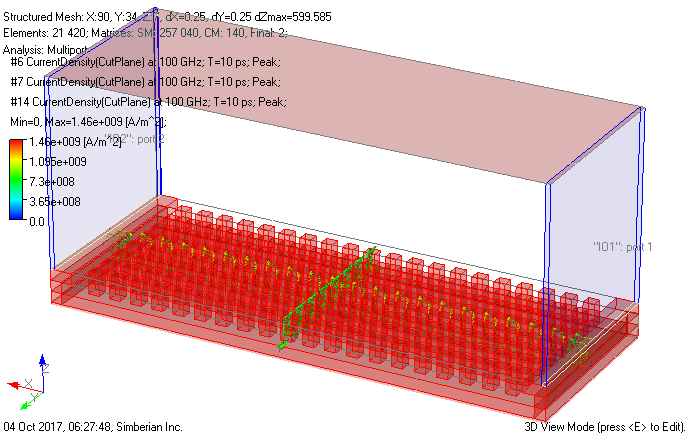 Structured Mesh: X:90, Y:34, Z:7, dX=0.25, dY=0.25 dZmax=599.585
Elements: 21 420; Matrices: SM: 257 040, CM: 140, Final: 2;
Analysis: Multiport
#6 CurrentDensity(CutPlane) at 100 GHz; T=10 ps; Peak;
#7 CurrentDensity(CutPlane) at 100 GHz; T=10 ps; Peak;
#14 CurrentDensity(CutPlane) at 100 GHz; T=10 ps; Peak;
Min=0, Max=1.46e+009 [A/m^2];
1.46e+009 [A/m^2]
"IO2": port 2
1.095e+009
7.3e+008
3.65e+008
0.0
"IO1": port 1
Z
X
Y
04 Oct 2017, 06:27:48, Simberian Inc.
3D View Mode (press <E> to Edit).